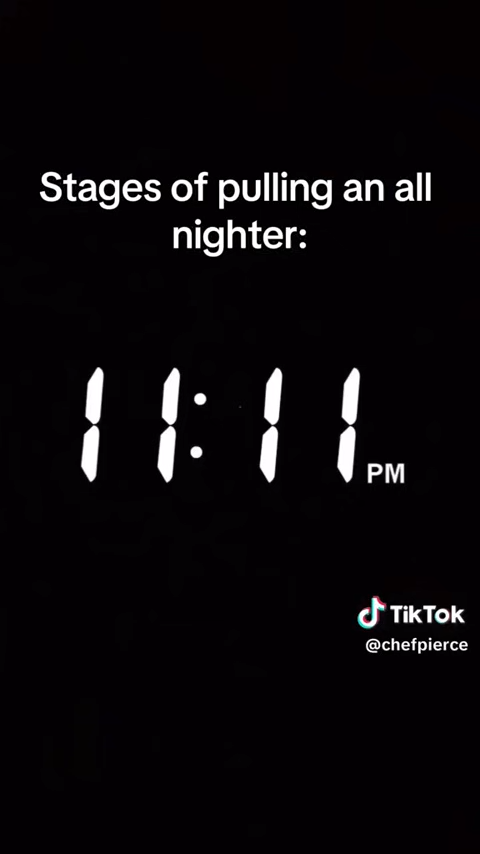 Stages of pulling an all
nighter:
11:11 PM
TikTok
@chefpierce